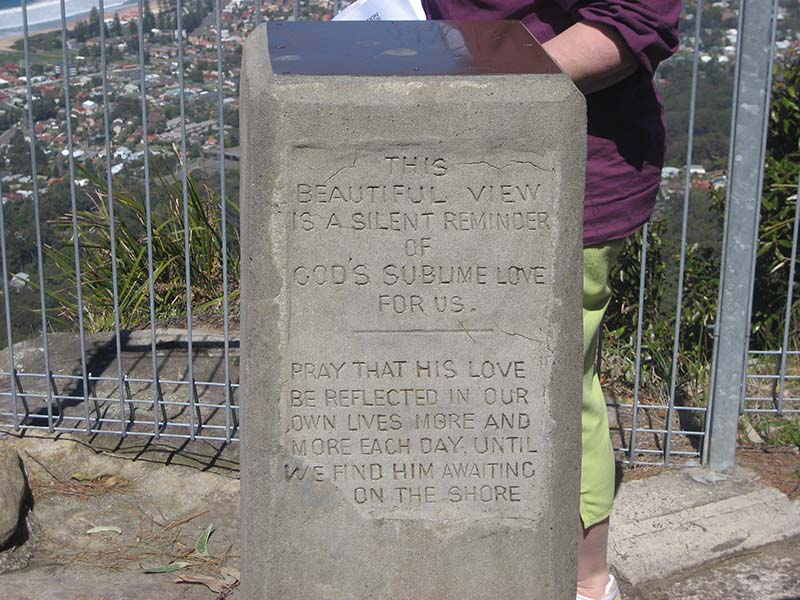 THIS
BEAUTIFUL VIEW
IS A SILENT REMINDER
OF
GOD'S SUBLIME LOVE
FOR US.
PRAY THAT HIS LOVE
BE REFLECTED IN OUR
OWN LIVES MORE AND
MORE EACH DAY, UNTIL
WE FIND HIM AWAITING
ON THE SHORE